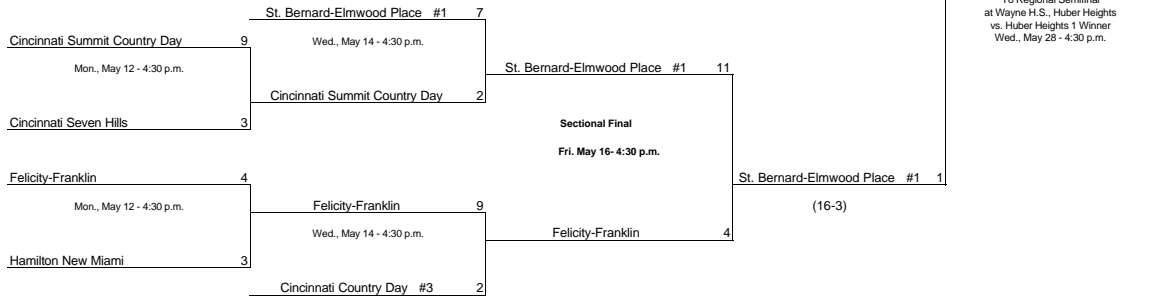 To Regional Semifinal
St. Bernard-Elmwood Place #1 7
at Wayne H.S., Huber Heights
vs. Huber Heights 1 Winner
Wed., May 28 - 4:30 p.m.
Cincinnati Summit Country Day 9
Wed., May 14 - 4:30 p.m.
Mon., May 12 - 4:30 p.m.
St. Bernard-Elmwood Place #1 11
Cincinnati Summit Country Day 2
Cincinnati Seven Hills 3
Sectional Final
Fri. May 16- 4:30 p.m.
Felicity-Franklin 4
St. Bernard-Elmwood Place #1 1
Mon., May 12 - 4:30 p.m.
Felicity-Franklin 9
(16-3)
Wed., May 14 - 4:30 p.m.
Felicity-Franklin 4
Hamilton New Miami 3
Cincinnati Country Day #3 2